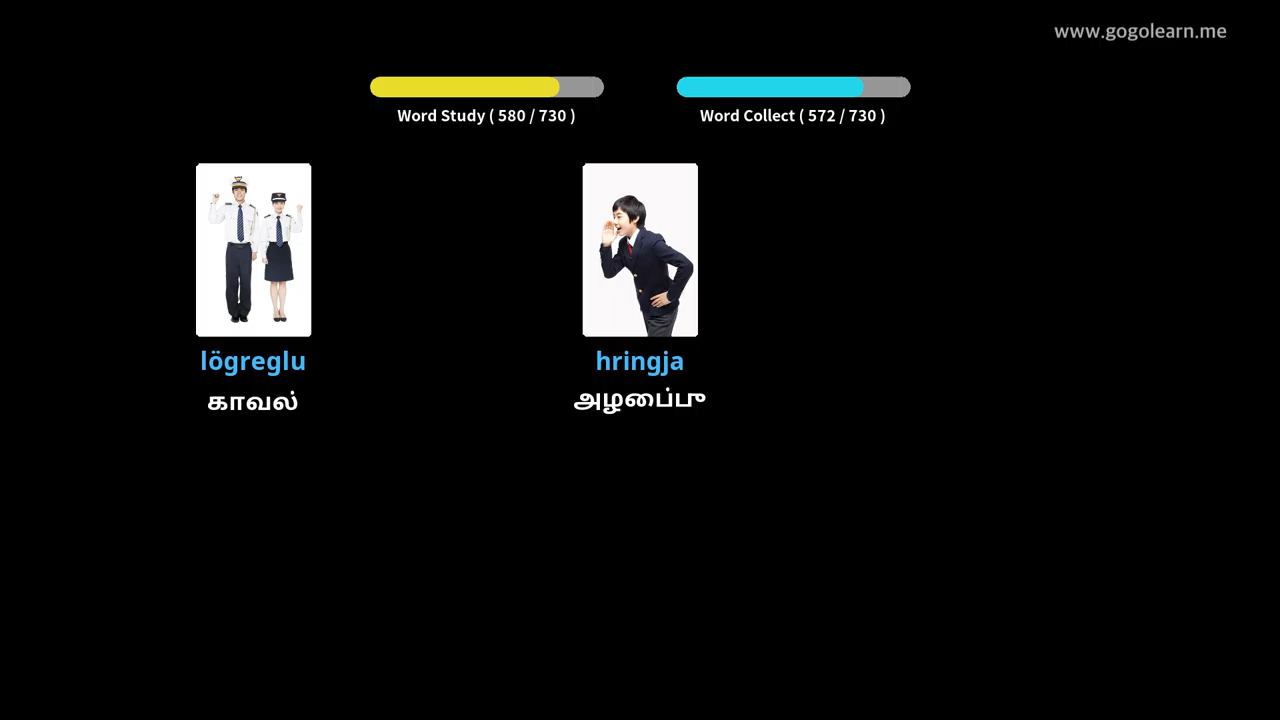 www.gogolearn.me
Word Study ( 580 / 730 )
Word Collect ( 572 / 730 )
lögreglu
hringja
காவல்
அழைப்பு